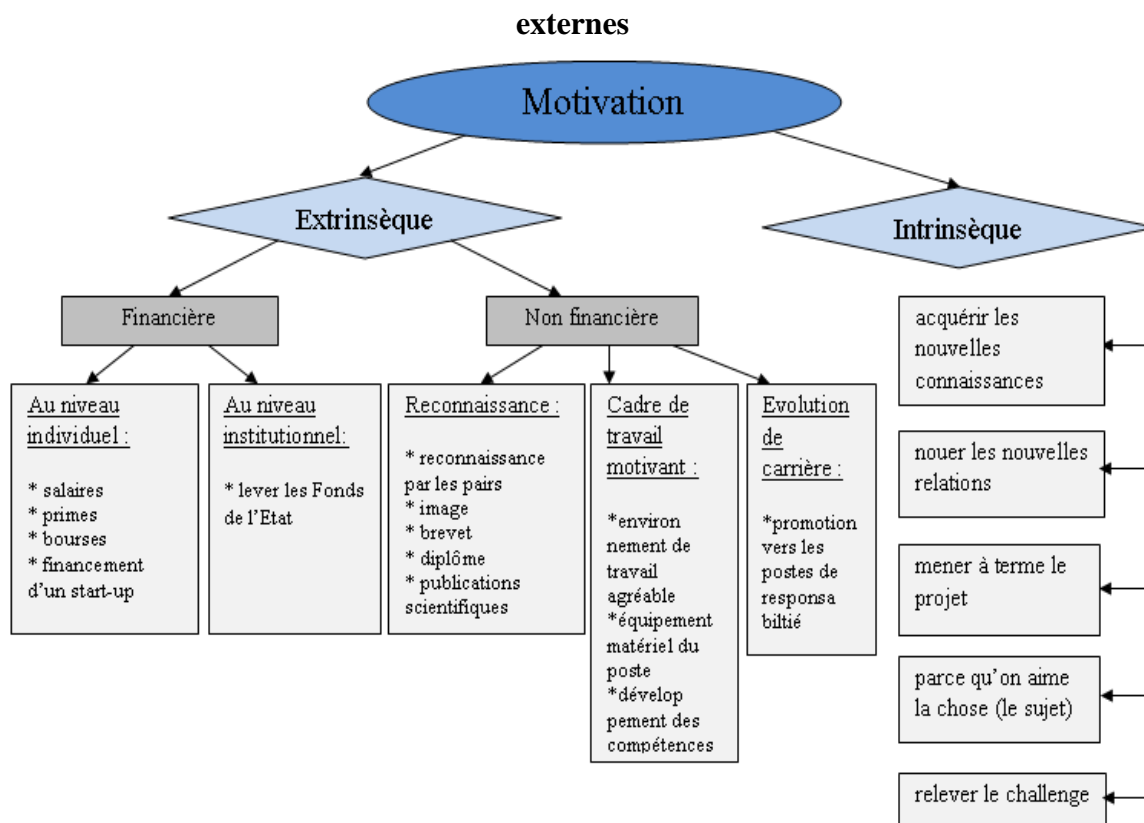 externes
Motivation
Extrinsèque
Intrinsèque
Financière
Non financière
Au niveau
individuel :
* salaires
* primes
* bourses
* financement
d'un start-up
Au niveau
institutionnel:
* lever les Fonds
de l'Etat
Reconnaissance :
* reconnaissance
par les pairs
* image
* brevet
* diplôme
* publications
scientifiques
Cadre de
travail
motivant :
*environ
nement de
travail
agréable
*équipement
matériel du
poste
*dévelop
pement des
compétences
Evolution
de
carrière :
*promotion
vers les
postes de
responsa
biltié
acquérir les
nouvelles
connaissances
nouer les nouvelles
relations
mener à terme le
projet
parce qu'on aime
la chose (le sujet)
relever le challenge